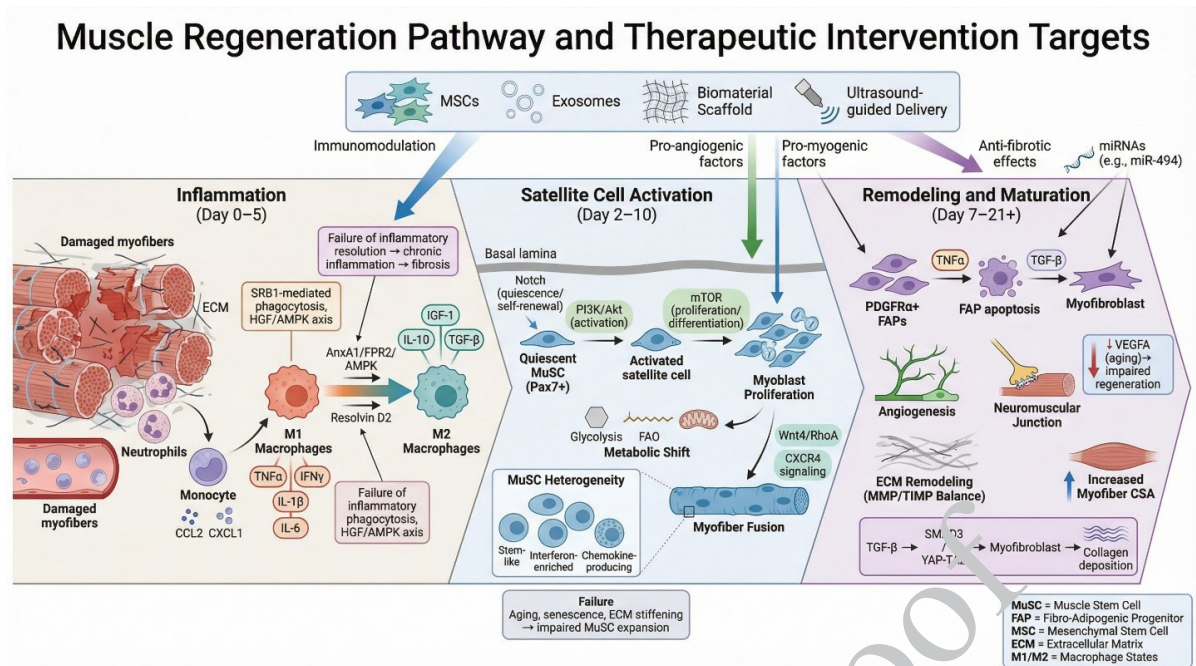 Muscle Regeneration Pathway and Therapeutic Intervention Targets
MSCs
Exosomes
Biomaterial
Scaffold
Ultrasound-
guided Delivery
Immunomodulation
Pro-angiogenic
factors
Pro-myogenic
factors
Anti-fibrotic
effects
miRNAs
(e.g., miR-494)
Inflammation
(Day 0–5)
Damaged myofibers
ECM
Failure of inflammatory
resolution → chronic
inflammation → fibrosis
SRB1-mediated
phagocytosis,
HGF/AMPK axis
IGF-1
IL-10
TGF-β
AnxA1/FPR2/
AMPK
Resolvin D2
M1
Macrophages
M2
Macrophages
Neutrophils
Monocyte
CCL2
CXCL1
TNFα
IFNγ
IL-1β
IL-6
Failure of
inflammatory
phagocytosis,
HGF/AMPK axis
Damaged
myofibers
Satellite Cell Activation
(Day 2–10)
Basal lamina
Notch
(quiescence/
self-renewal)
PI3K/Akt
(activation)
mTOR
(proliferation/
differentiation)
Quiescent
MuSC
(Pax7+)
Activated
satellite cell
Myoblast
Proliferation
Glycolysis
FAO
Metabolic Shift
Wnt4/RhoA
CXCR4
signaling
MuSC Heterogeneity
Stem-
like
Interferon-
enriched
Chemokine-
producing
Myofiber Fusion
Failure
Aging, senescence, ECM stiffening
→ impaired MuSC expansion
Remodeling and Maturation
(Day 7–21+)
TNFα
TGF-β
PDGFRα+
FAPs
FAP apoptosis
Myofibroblast
↓ VEGFA
(aging)→
impaired
regeneration
Angiogenesis
Neuromuscular
Junction
ECM Remodeling
(MMP/TIMP Balance)
Increased
Myofiber CSA
TGF-β →
/
→ Myofibroblast →
Collagen
deposition
MuSC = Muscle Stem Cell
FAP = Fibro-Adipogenic Progenitor
MSC = Mesenchymal Stem Cell
ECM = Extracellular Matrix
M1/M2 = Macrophage States